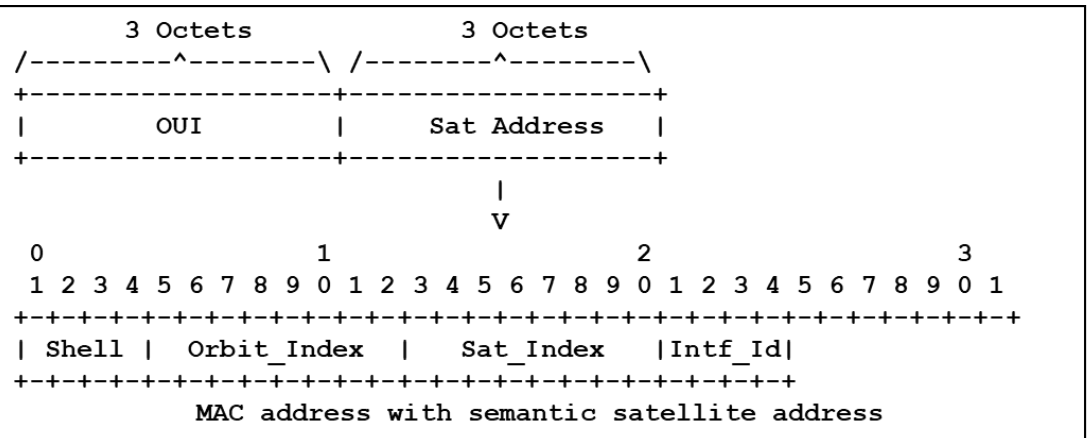 3 Octets             3 Octets
/---------^--------\ /--------^--------\
+-------------------+-------------------+
|        OUI        |     Sat Address   |
+-------------------+-------------------+
                              |
                              V
 0                 1                   2                   3
 1 2 3 4 5 6 7 8 9 0 1 2 3 4 5 6 7 8 9 0 1 2 3 4 5 6 7 8 9 0 1
+-+-+-+-+-+-+-+-+-+-+-+-+-+-+-+-+-+-+-+-+-+-+-+-+-+-+-+-+-+-+-+
| Shell |  Orbit_Index  |   Sat_Index   |Intf_Id|
+-+-+-+-+-+-+-+-+-+-+-+-+-+-+-+-+-+-+-+-+-+-+-+-+
           MAC address with semantic satellite address